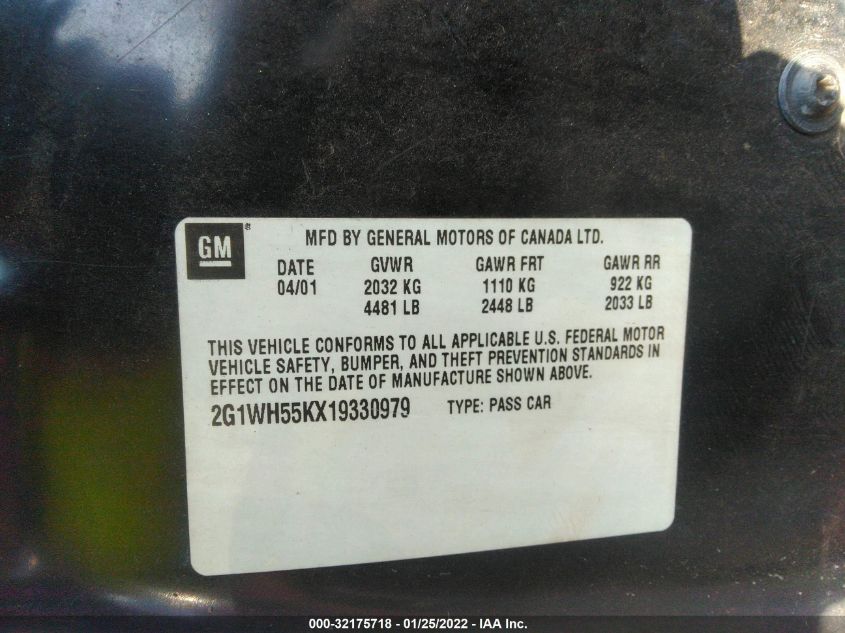 GM ®
MFD BY GENERAL MOTORS OF CANADA LTD.
DATE GVWR GAWR FRT GAWR RR
04/01 2032 KG 1110 KG 922 KG
4481 LB 2448 LB 2033 LB
THIS VEHICLE CONFORMS TO ALL APPLICABLE U.S. FEDERAL MOTOR
VEHICLE SAFETY, BUMPER, AND THEFT PREVENTION STANDARDS IN
EFFECT ON THE DATE OF MANUFACTURE SHOWN ABOVE.
2G1WH55KX19330979 TYPE: PASS CAR
000-32175718 - 01/25/2022 - IAA Inc.